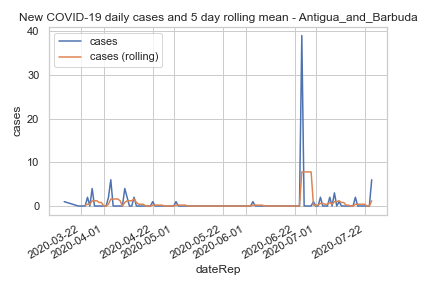 New COVID-19 daily cases and 5 day rolling mean - Antigua_and_Barbuda
cases
cases (rolling)
40
30
20
10
0
cases
2020-03-22
2020-04-01
2020-04-22
2020-05-01
2020-05-22
2020-06-01
2020-06-22
2020-07-01
2020-07-22
dateRep